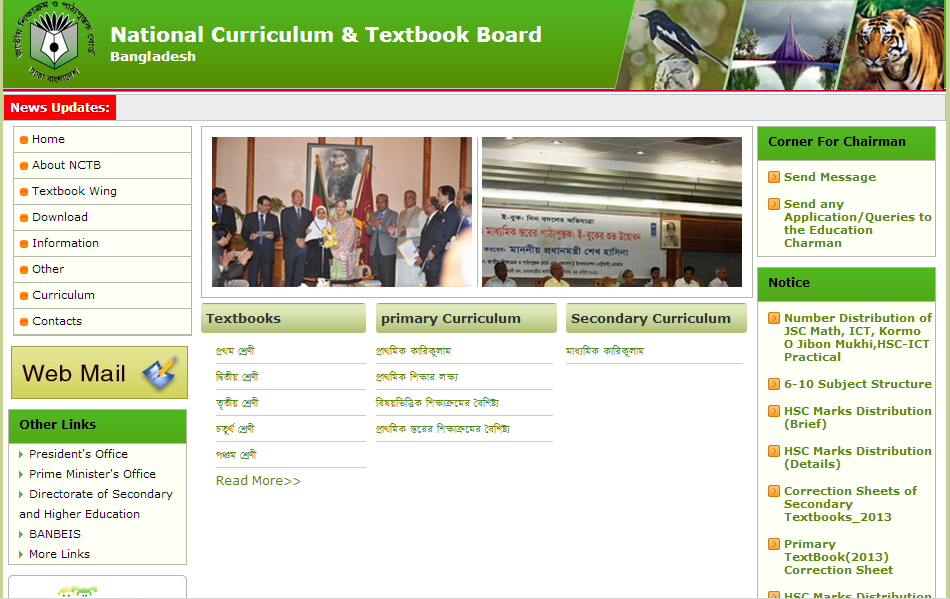 জাতীয় শিক্ষাক্রম ও পাঠ্যপুস্তক বোর্ড
ঢাকা বাংলাদেশ
National Curriculum & Textbook Board
Bangladesh
News Updates:
Home
About NCTB
Textbook Wing
Download
Information
Other
Curriculum
Contacts
Web Mail
Other Links
President's Office
Prime Minister's Office
Directorate of Secondary
and Higher Education
BANBEIS
More Links
ই-বুক: দিন বদলের অভিযাত্রা
মাধ্যমিক স্তরের পাঠ্যপুস্তক: ই-বুকের শুভ উদ্বোধন
মাননীয় প্রধানমন্ত্রী শেখ হাসিনা
Textbooks
প্রথম শ্রেণী
দ্বিতীয় শ্রেণী
তৃতীয় শ্রেণী
চতুর্থ শ্রেণী
পঞ্চম শ্রেণী
Read More>>
primary Curriculum
প্রাথমিক কারিকুলাম
প্রাথমিক শিক্ষার লক্ষ্য
বিষয়ভিত্তিক শিক্ষাক্রমের বৈশিষ্ট্য
প্রাথমিক স্তরের শিক্ষাক্রমের বৈশিষ্ট্য
Secondary Curriculum
মাধ্যমিক কারিকুলাম
Corner For Chairman
Send Message
Send any
Application/Queries to
the Education
Charman
Notice
Number Distribution of
JSC Math, ICT, Kormo
O Jibon Mukhi,HSC-ICT
Practical
6-10 Subject Structure
HSC Marks Distribution
(Brief)
HSC Marks Distribution
(Details)
Correction Sheets of
Secondary
Textbooks_2013
Primary
TextBook(2013)
Correction Sheet
HSC Marks Distribution